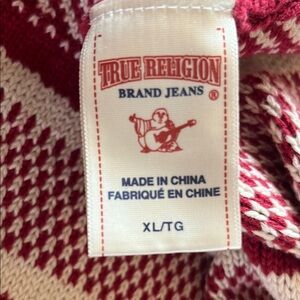 TRUE RELIGION
BRAND JEANS ®
MADE IN CHINA
FABRIQUÉ EN CHINE
XL/TG